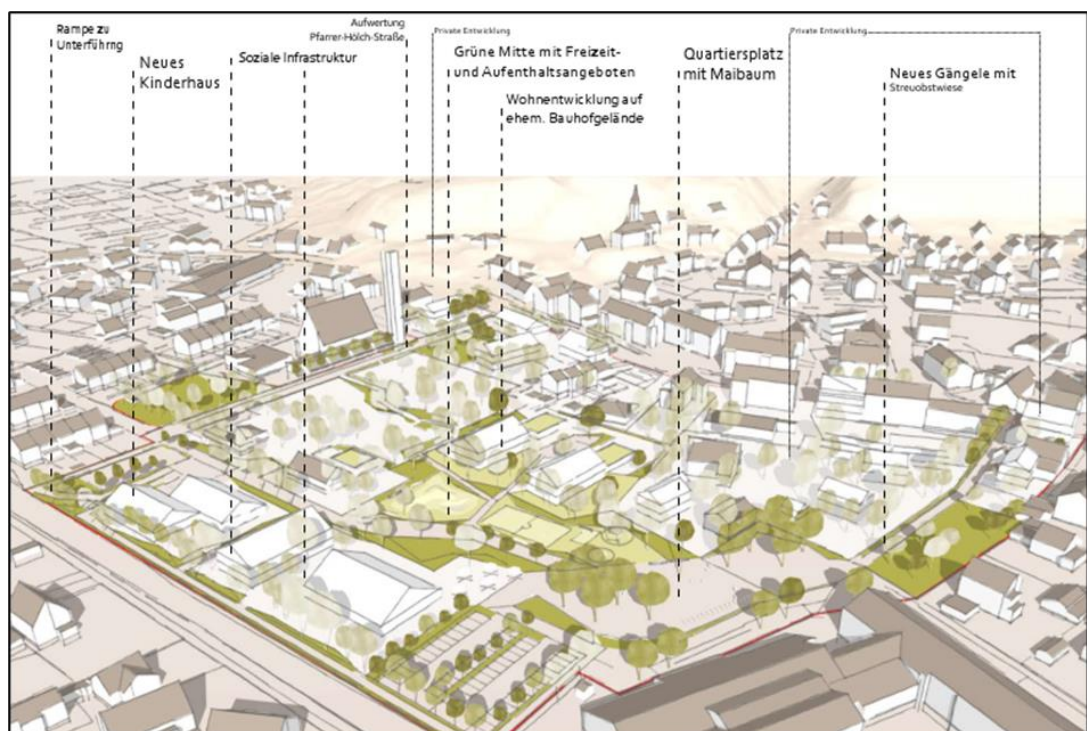 Rampe zu
Unterführng
Neues
Kinderhaus
Soziale Infrastruktur
Aufwertung
Pfarrer-Hölch-Straße
Private Entwicklung
Grüne Mitte mit Freizeit-
und Aufenthaltsangeboten
Wohnentwicklung auf
ehem. Bauhofgelände
Quartiersplatz
mit Maibaum
Private Entwicklung
Neues Gängele mit
Streuobstwiese